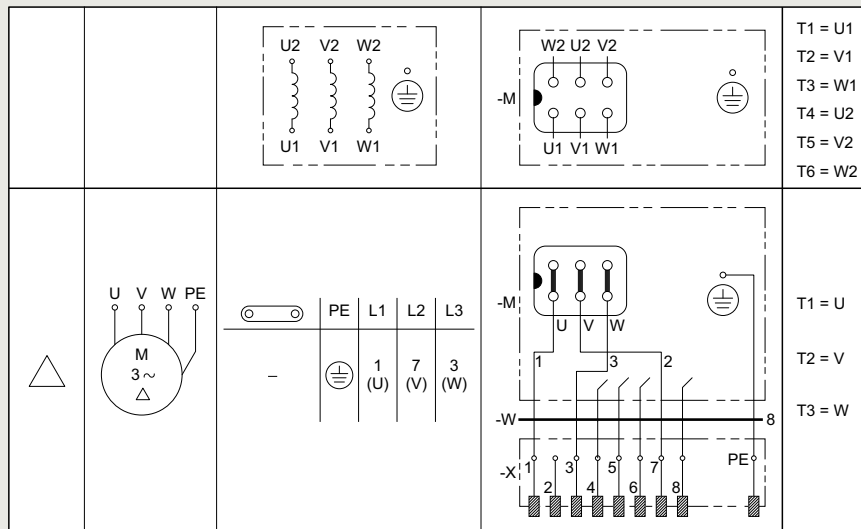 U2 V2 W2
U1 V1 W1
W2 U2 V2
-M
U1 V1 W1
T1 = U1
T2 = V1
T3 = W1
T4 = U2
T5 = V2
T6 = W2
U V W PE
M
3 ~
PE L1 L2 L3
– 1 7 3
(U) (V) (W)
-M
U V W
1 3 2
-W 8
-X 1 2 3 4 5 6 7 8 PE
T1 = U
T2 = V
T3 = W